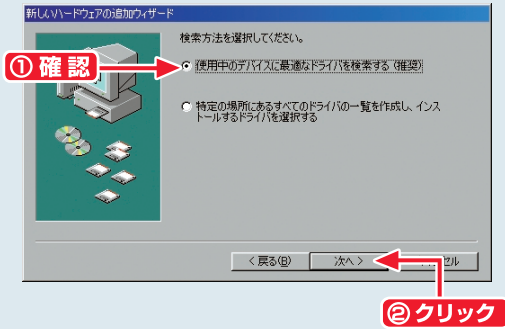 新しいハードウェアの追加ウィザード
検索方法を選択してください。
① 確認
使用中のデバイスに最適なドライバを検索する (推奨)
特定の場所にあるすべてのドライバの一覧を作成し、インス
トールするドライバを選択する
< 戻る(B)
次へ >
② クリック